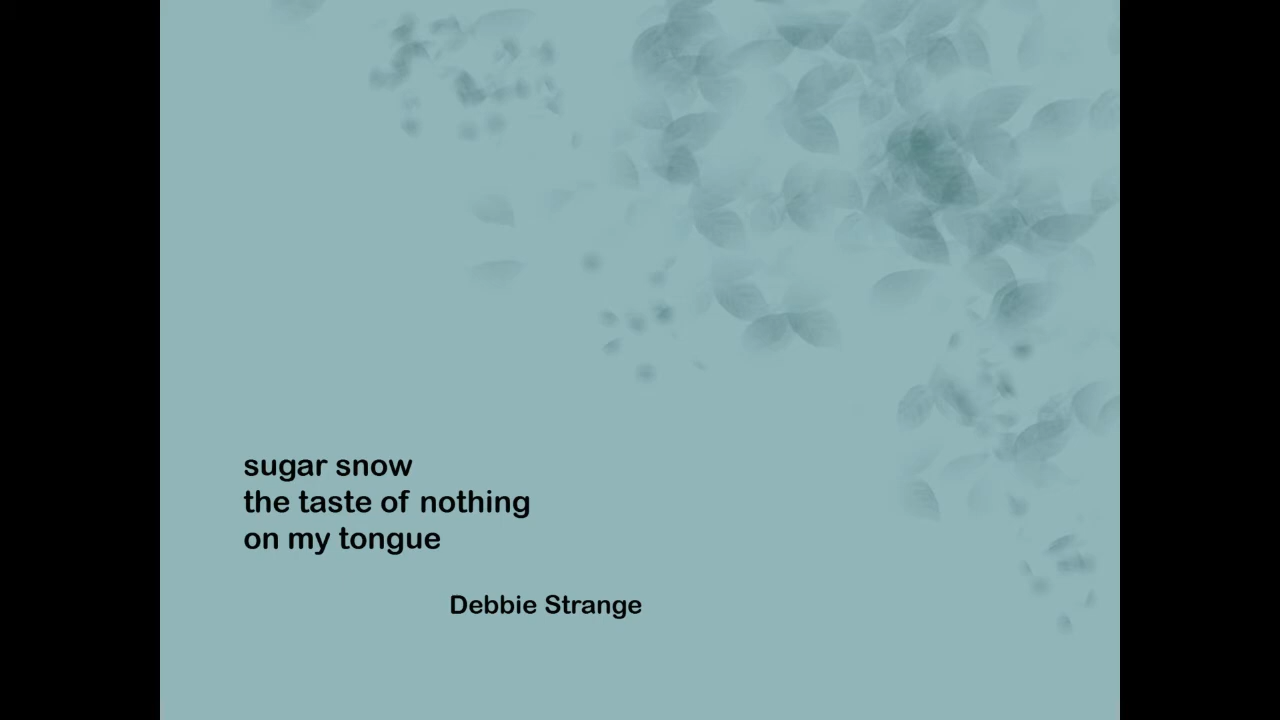 sugar snow
the taste of nothing
on my tongue
Debbie Strange